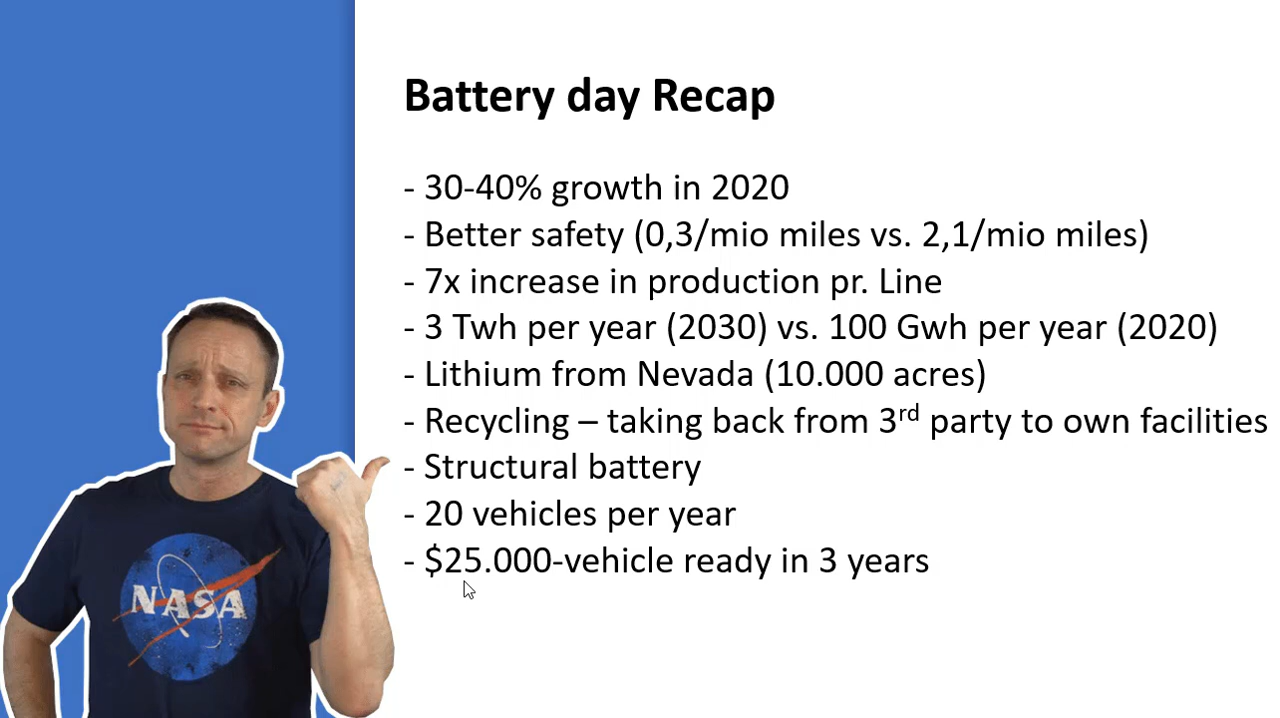 Battery day Recap
- 30-40% growth in 2020
- Better safety (0,3/mio miles vs. 2,1/mio miles)
- 7x increase in production pr. Line
- 3 Twh per year (2030) vs. 100 Gwh per year (2020)
- Lithium from Nevada (10.000 acres)
- Recycling – taking back from 3rd party to own facilities
- Structural battery
- 20 vehicles per year
- $25.000-vehicle ready in 3 years
NASA